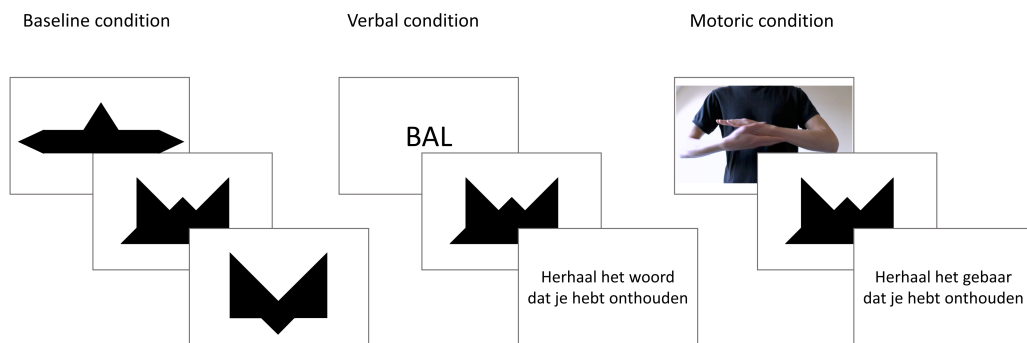 Baseline condition
Verbal condition
Motoric condition
BAL
Herhaal het woord
dat je hebt onthouden
Herhaal het gebaar
dat je hebt onthouden